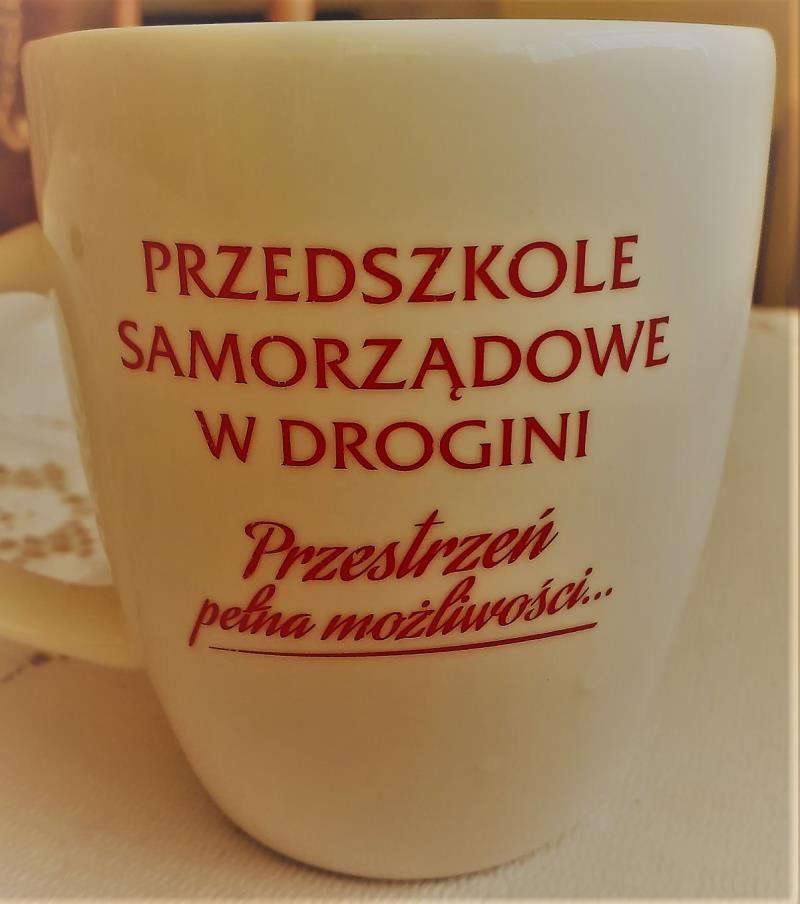 PRZEDSZKOLE
SAMORZĄDOWE
W DROGINI
Przestrzeń
pełna możliwości...